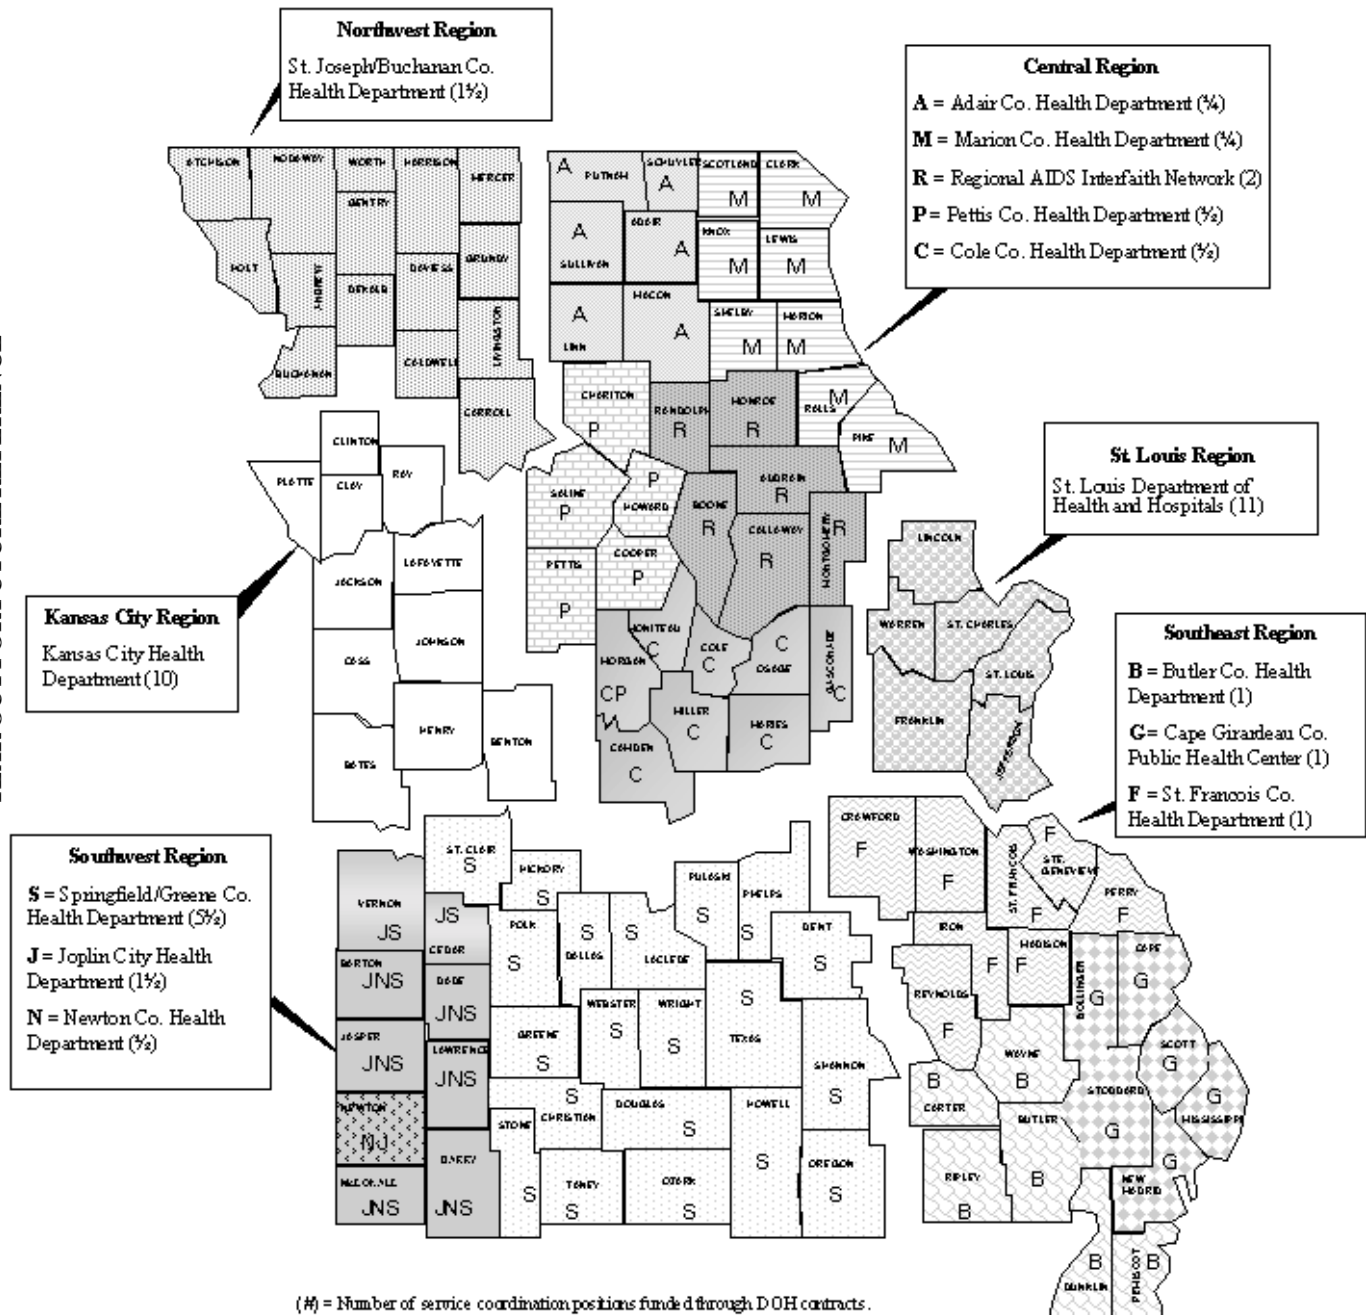 Northwest Region
St. Joseph/Buchanan Co.
Health Department (1½)
Central Region
A = Adair Co. Health Department (¾)
M = Marion Co. Health Department (¾)
R = Regional AIDS Interfaith Network (2)
P = Pettis Co. Health Department (½)
C = Cole Co. Health Department (½)
St. Louis Region
St. Louis Department of
Health and Hospitals (11)
Kansas City Region
Kansas City Health
Department (10)
Southeast Region
B = Butler Co. Health
Department (1)
G = Cape Girardeau Co.
Public Health Center (1)
F = St. Francois Co.
Health Department (1)
Southwest Region
S = Springfield/Greene Co.
Health Department (5½)
J = Joplin City Health
Department (1½)
N = Newton Co. Health
Department (½)
ATCHISON
NODAWAY
WORTH
HARRISON
MERCER
GENTRY
HOLT
ANDREW
DEKALB
DAVIESS
GRUNDY
BUCHANAN
CALDWELL
LIVINGSTON
CARROLL
A PUTNAM
SCHUYLER A
SCOTLAND M
CLARK M
A SULLIVAN
ADAIR A
KNOX M
LEWIS M
A LINN
MACON A
SHELBY M
MARION M
CHARITON P
RANDOLPH R
MONROE R
RALLS M
PIKE M
SALINE P
P HOWARD
BOONE R
AUDRAIN R
CALLAWAY R
MONTGOMERY R
PETTIS P
COOPER P
MONITEAU C
COLE C
OSAGE C
GASCONADE C
MORGAN CP
MILLER C
MARIES C
CAMDEN C
CLINTON
PLATTE
CLAY
RAY
JACKSON
LAFAYETTE
CASS
JOHNSON
BATES
HENRY
BENTON
LINCOLN
WARREN
ST. CHARLES
ST. LOUIS
FRANKLIN
JEFFERSON
CRAWFORD F
WASHINGTON F
ST. FRANCOIS F
F STE. GENEVIEVE
PERRY F
IRON F
MADISON F
REYNOLDS F
BOLLINGER G
CAPE G
WAYNE B
SCOTT G
B CARTER
BUTLER B
STODDARD G
G MISSISSIPPI
RIPLEY B
G NEW MADRID
B DUNKLIN
PEMISCOT B
ST. CLAIR S
HICKORY S
VERNON JS
JS CEDAR
POLK S
S DALLAS
S LACLEDE
PULASKI S
PHELPS S
DENT S
BARTON JNS
DADE JNS
GREENE S
WEBSTER S
WRIGHT S
S TEXAS
SHANNON S
JASPER JNS
LAWRENCE JNS
S CHRISTIAN
DOUGLAS S
HOWELL S
NEWTON NJ
BARRY JNS
STONE S
TANEY S
OZARK S
OREGON S
JNS
(#) = Number of service coordination positions funded through DOH contracts.